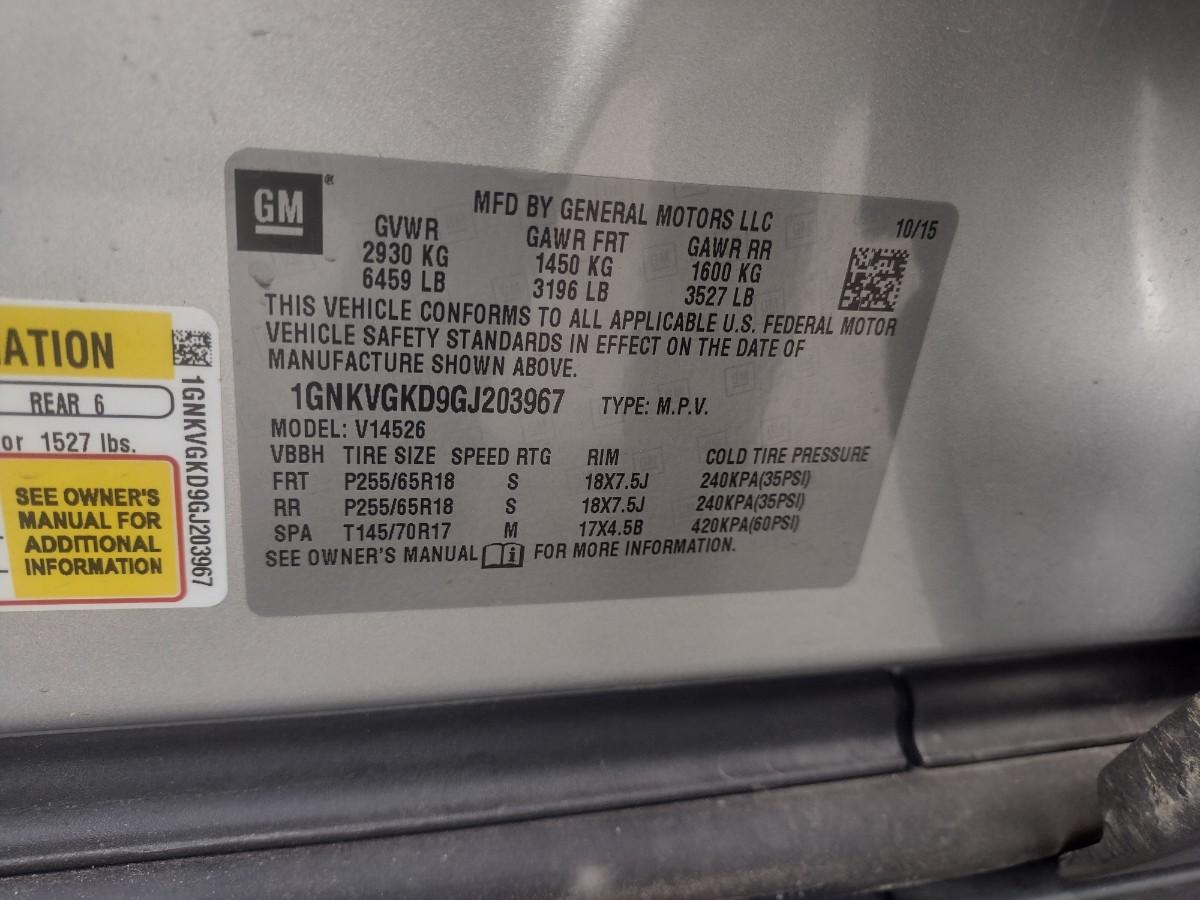 GM ®
MFD BY GENERAL MOTORS LLC
10/15
GVWR GAWR FRT GAWR RR
2930 KG 1450 KG 1600 KG
6459 LB 3196 LB 3527 LB
THIS VEHICLE CONFORMS TO ALL APPLICABLE U.S. FEDERAL MOTOR
VEHICLE SAFETY STANDARDS IN EFFECT ON THE DATE OF
MANUFACTURE SHOWN ABOVE.
1GNKVGKD9GJ203967 TYPE: M.P.V.
MODEL: V14526
VBBH TIRE SIZE SPEED RTG RIM COLD TIRE PRESSURE
FRT P255/65R18 S 18X7.5J 240KPA(35PSI)
RR P255/65R18 S 18X7.5J 240KPA(35PSI)
SPA T145/70R17 M 17X4.5B 420KPA(60PSI)
SEE OWNER'S MANUAL FOR MORE INFORMATION.
ATION
REAR 6
or 1527 lbs.
SEE OWNER'S
MANUAL FOR
ADDITIONAL
INFORMATION
1GNKVGKD9GJ203967